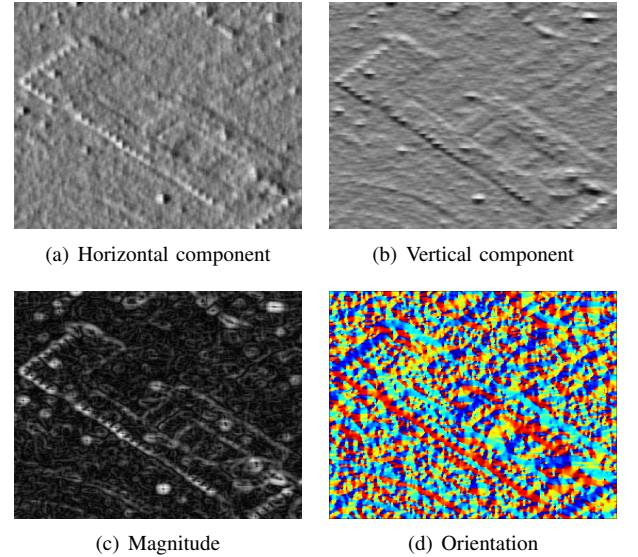 (a) Horizontal component
(b) Vertical component
(c) Magnitude
(d) Orientation